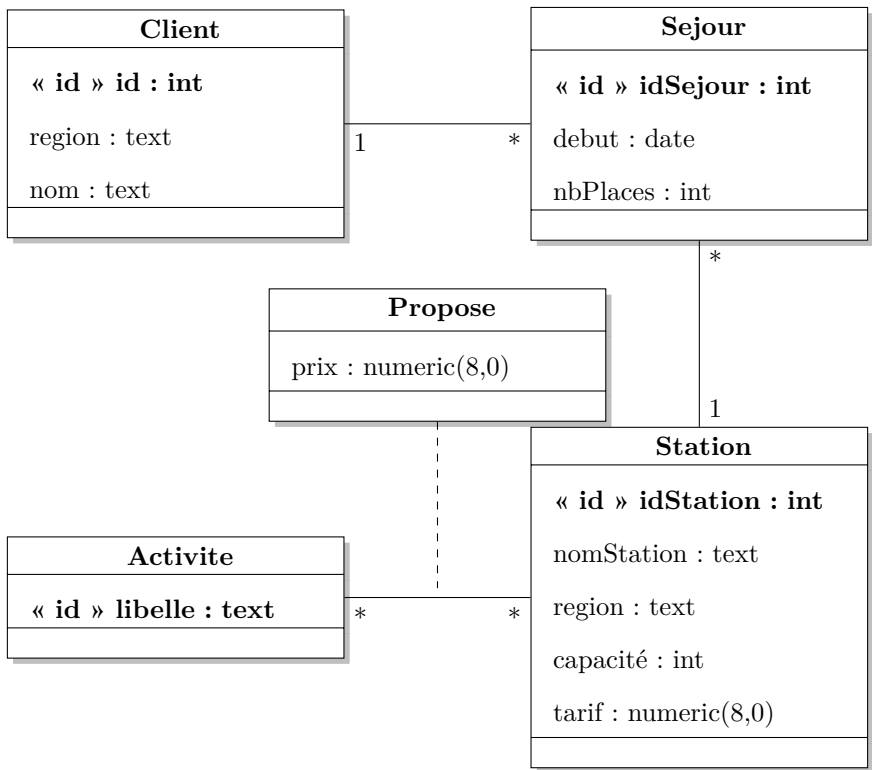 Client
« id » id : int
region : text
nom : text
1
*
Sejour
« id » idSejour : int
debut : date
nbPlaces : int
*
1
Propose
prix : numeric(8,0)
Activite
« id » libelle : text
*
*
Station
« id » idStation : int
nomStation : text
region : text
capacité : int
tarif : numeric(8,0)